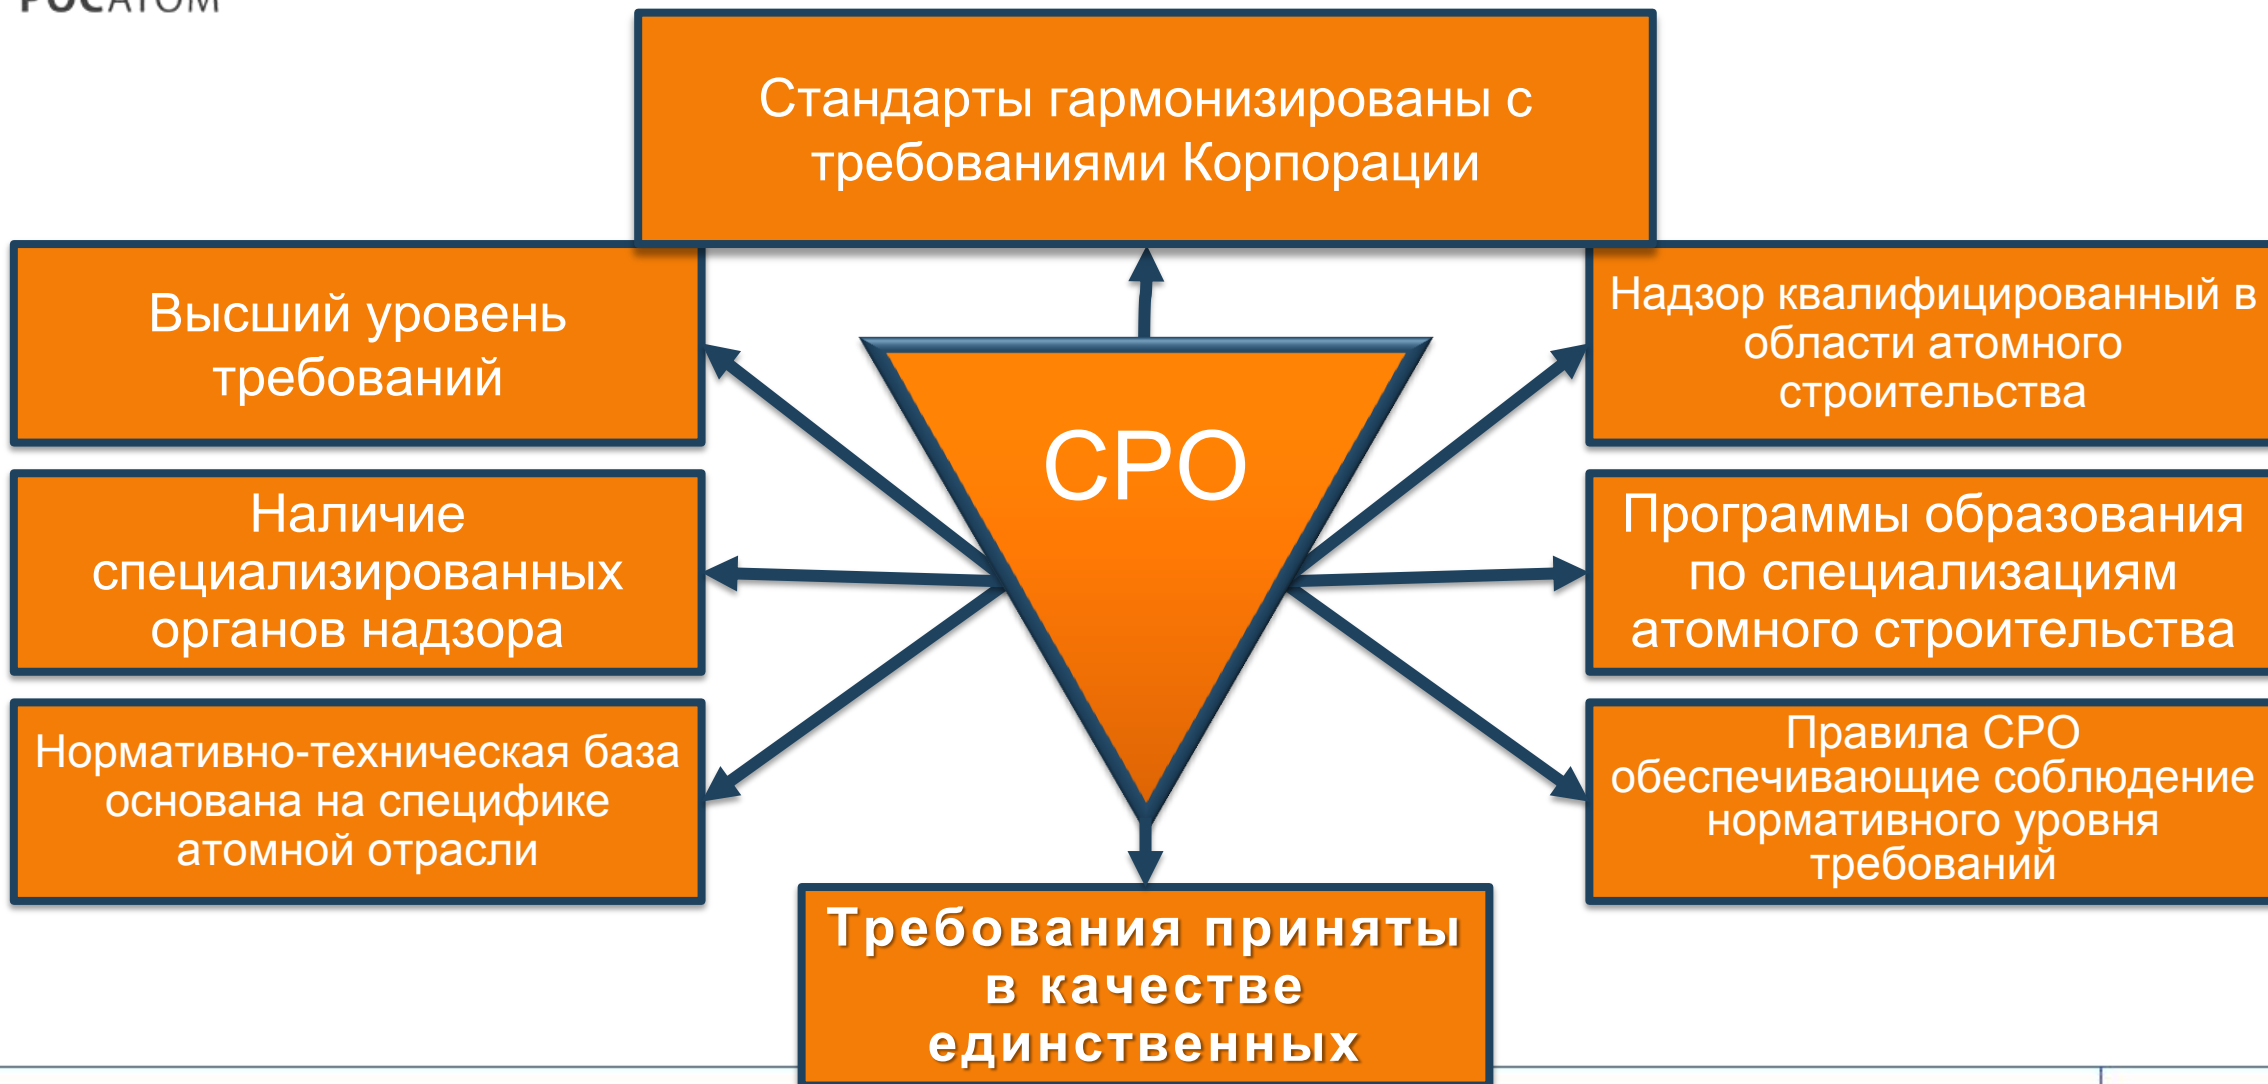 РОСАТОМ
Стандарты гармонизированы с
требованиями Корпорации
Высший уровень
требований
Наличие
специализированных
органов надзора
Нормативно-техническая база
основана на специфике
атомной отрасли
СРО
Надзор квалифицированный в
области атомного
строительства
Программы образования
по специализациям
атомного строительства
Правила СРО
обеспечивающие соблюдение
нормативного уровня
требований
Требования приняты
в качестве
единственных